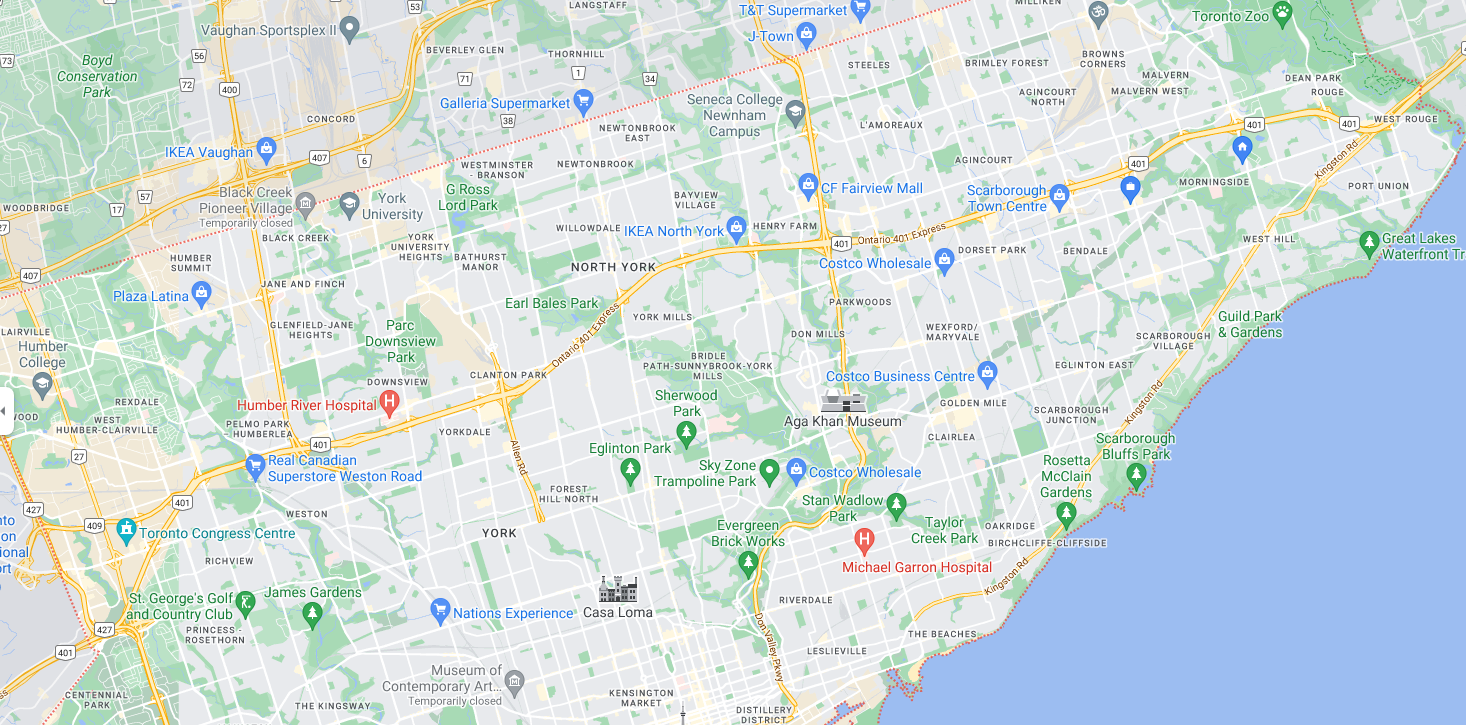 LANGSTAFF
53
T&T Supermarket
MILLIKEN
Toronto Zoo
Vaughan Sportsplex II
J-Town
BEVERLEY GLEN
THORNHILL
56
73
Boyd
Conservation
Park
STEELES
BRIMLEY FOREST
BROWNS
CORNERS
71
1
34
72
400
MALVERN
MALVERN WEST
DEAN PARK
ROUGE
Galleria Supermarket
Seneca College
Newnham
Campus
AGINCOURT
NORTH
38
CONCORD
NEWTONBROOK
EAST
L'AMOREAUX
401
401
WEST ROUGE
IKEA Vaughan
407
6
WESTMINSTER
- BRANSON
NEWTONBROOK
AGINCOURT
401
Kingston Rd
57
17
Black Creek
Pioneer Village
Temporarily closed
York
University
G Ross
Lord Park
BAYVIEW
VILLAGE
CF Fairview Mall
Scarborough
Town Centre
MORNINGSIDE
PORT UNION
WOODBRIDGE
27
BLACK CREEK
WILLOWDALE
IKEA North York
HENRY FARM
401
Ontario 401 Express
YORK
UNIVERSITY
HEIGHTS
BATHURST
MANOR
DORSET PARK
BENDALE
WEST HILL
Great Lakes
Waterfront Tr
407
HUMBER
SUMMIT
NORTH YORK
Costco Wholesale
JANE AND FINCH
Plaza Latina
Earl Bales Park
PARKWOODS
Ontario 401 Express
YORK MILLS
DON MILLS
WEXFORD/
MARYVALE
Guild Park
& Gardens
LAIRVILLE
Humber
College
GLENFIELD-JANE
HEIGHTS
Parc
Downsview
Park
SCARBOROUGH
VILLAGE
BRIDLE
PATH-SUNNYBROOK-YORK
MILLS
EGLINTON EAST
DOWNSVIEW
CLANTON PARK
Costco Business Centre
REXDALE
Humber River Hospital
Sherwood
Park
GOLDEN MILE
Kingston Rd
WOOD
WEST
HUMBER-CLAIRVILLE
PELMO PARK
HUMBERLEA
401
YORKDALE
Aga Khan Museum
SCARBOROUGH
JUNCTION
CLAIRLEA
Scarborough
Bluffs Park
27
Allen Rd
Eglinton Park
Real Canadian
Superstore Weston Road
Sky Zone
Trampoline Park
Costco Wholesale
Rosetta
McClain
Gardens
FOREST
HILL NORTH
401
427
Stan Wadlow
Park
WESTON
409
Toronto Congress Centre
YORK
Evergreen
Brick Works
Taylor
Creek Park
OAKRIDGE
BIRCHCLIFFE-CLIFFSIDE
nto
on
ional
ort
RICHVIEW
Michael Garron Hospital
Kingston Rd
St. George's Golf
and Country Club
James Gardens
Nations Experience
Casa Loma
RIVERDALE
427
PRINCESS -
ROSETHORN
Don Valley Pkwy
THE BEACHES
401
LESLIEVILLE
Museum of
Contemporary Art...
Temporarily closed
CENTENNIAL
PARK
THE KINGSWAY
KENSINGTON
MARKET
DISTILLERY
DISTRICT